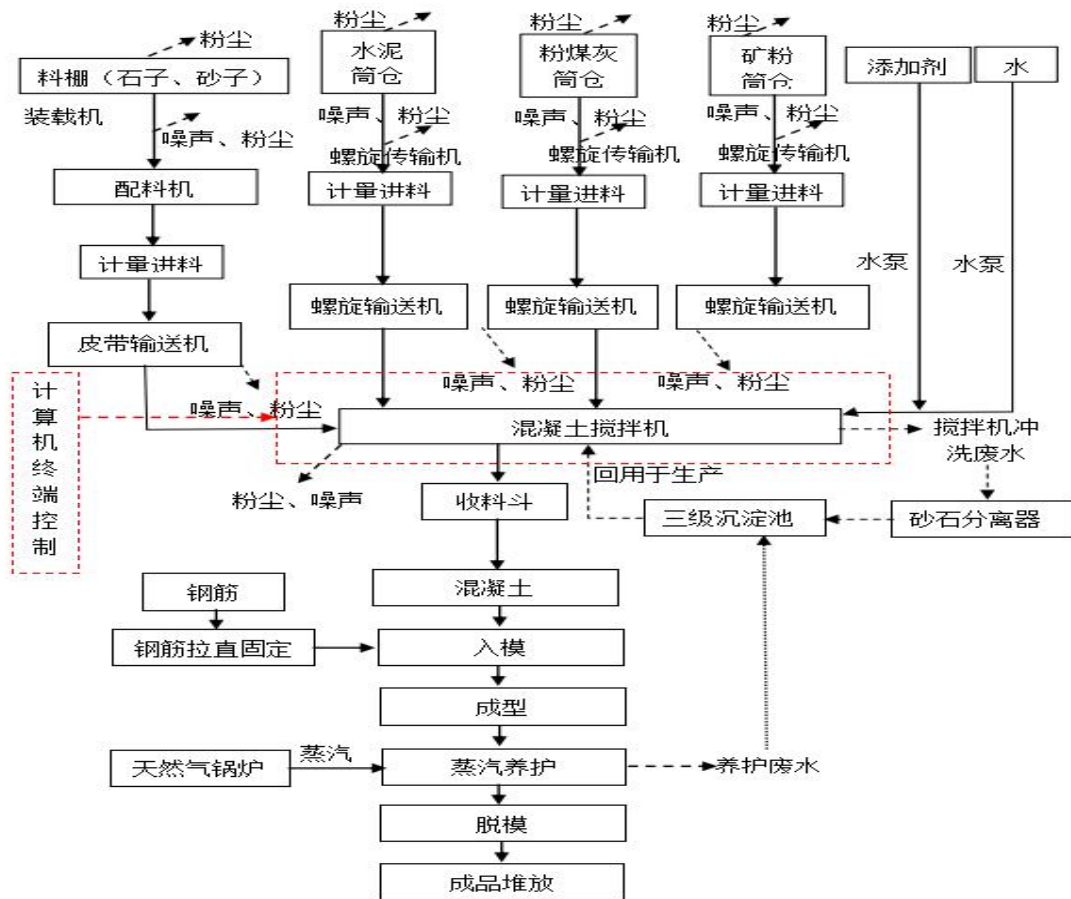 粉尘
粉尘
粉尘
粉尘
料棚（石子、砂子）
水泥
筒仓
粉煤灰
筒仓
矿粉
筒仓
添加剂
水
装载机
噪声、粉尘
噪声、粉尘
噪声、粉尘
噪声、粉尘
螺旋传输机
螺旋传输机
螺旋传输机
配料机
计量进料
计量进料
计量进料
计量进料
水泵
水泵
螺旋输送机
螺旋输送机
螺旋输送机
皮带输送机
噪声、粉尘
噪声、粉尘
噪声、粉尘
计算机终端控制
混凝土搅拌机
搅拌机冲
洗废水
粉尘、噪声
回用于生产
收料斗
三级沉淀池
砂石分离器
钢筋
混凝土
钢筋拉直固定
入模
成型
天然气锅炉
蒸汽
蒸汽养护
养护废水
脱模
成品堆放